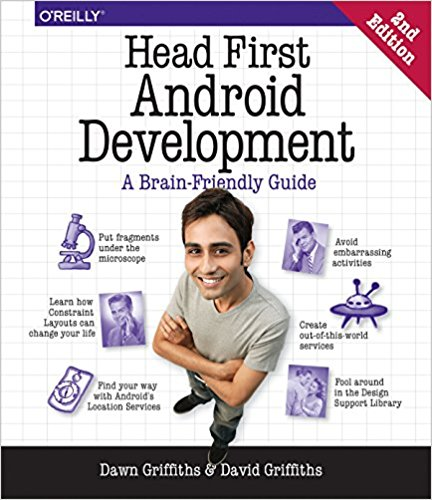 O'REILLY®
2nd Edition
Head First
Android
Development
A Brain-Friendly Guide
Put fragments
under the
microscope
Avoid
embarrassing
activities
Learn how
Constraint
Layouts can
change your life
Create
out-of-this-world
services
Find your way
with Android's
Location Services
Fool around
in the Design
Support Library
Dawn Griffiths & David Griffiths